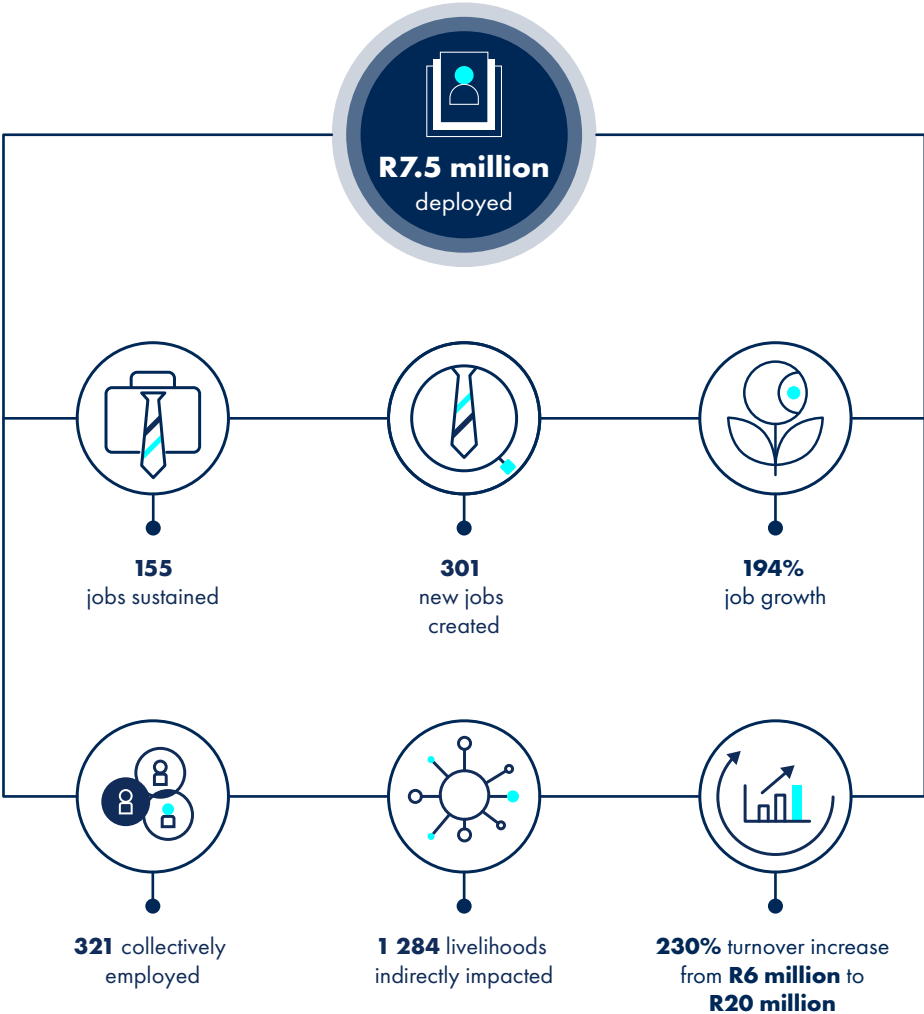 R7.5 million
deployed
155
jobs sustained
301
new jobs
created
194%
job growth
321 collectively
employed
1 284 livelihoods
indirectly impacted
230% turnover increase
from R6 million to
R20 million